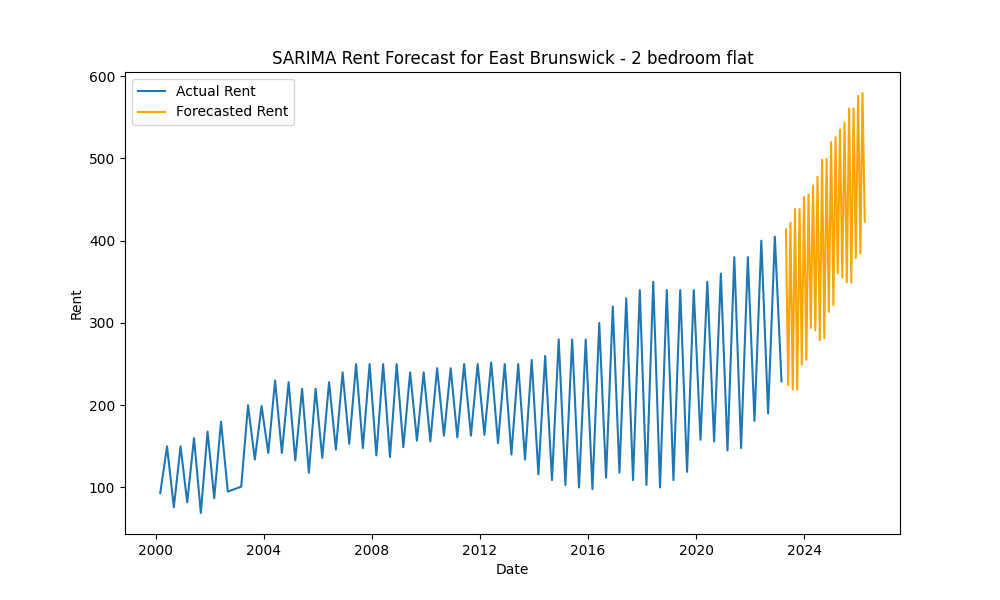 SARIMA Rent Forecast for East Brunswick - 2 bedroom flat
Actual Rent
Forecasted Rent
600
500
400
300
200
100
Rent
2000 2004 2008 2012 2016 2020 2024
Date